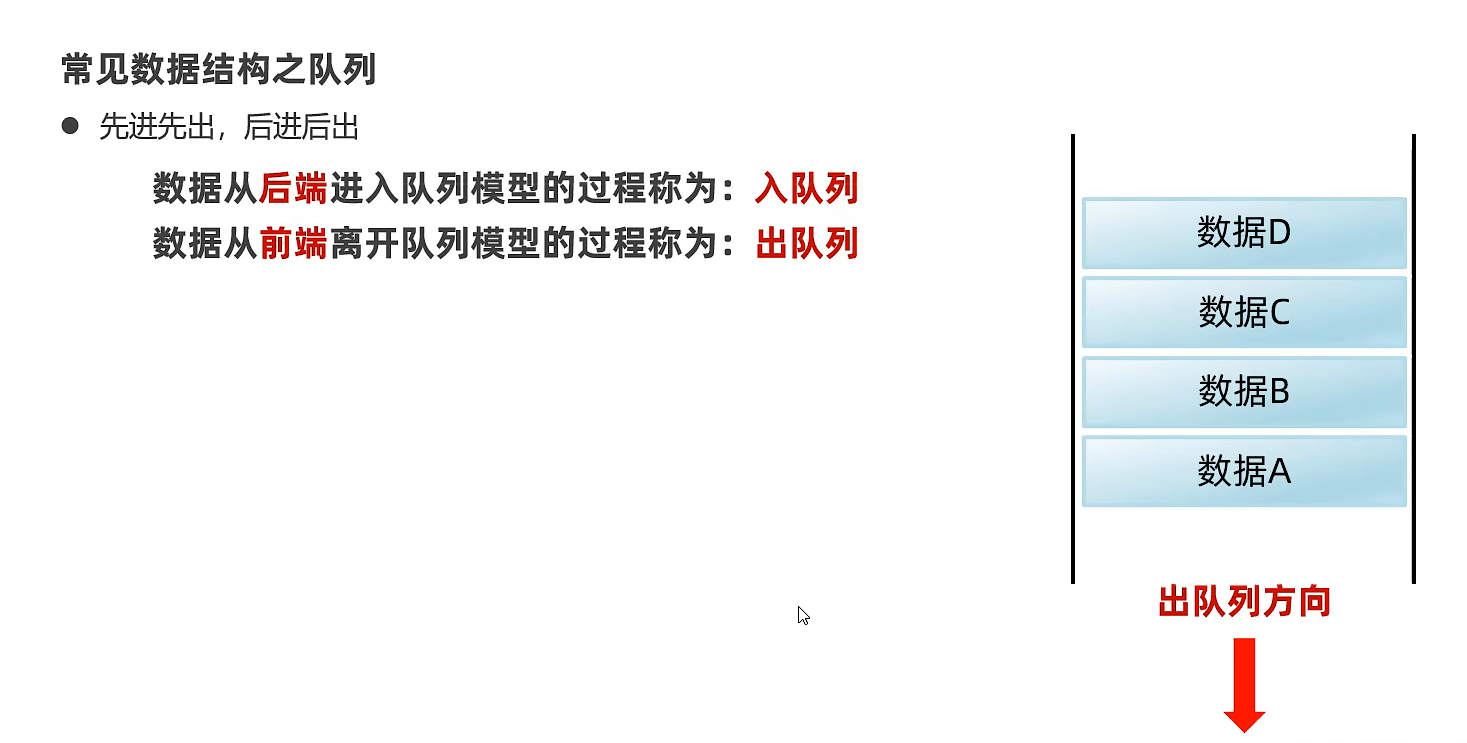 常见数据结构之队列
● 先进先出，后进后出
数据从后端进入队列模型的过程称为：入队列
数据从前端离开队列模型的过程称为：出队列
数据D
数据C
数据B
数据A
出队列方向